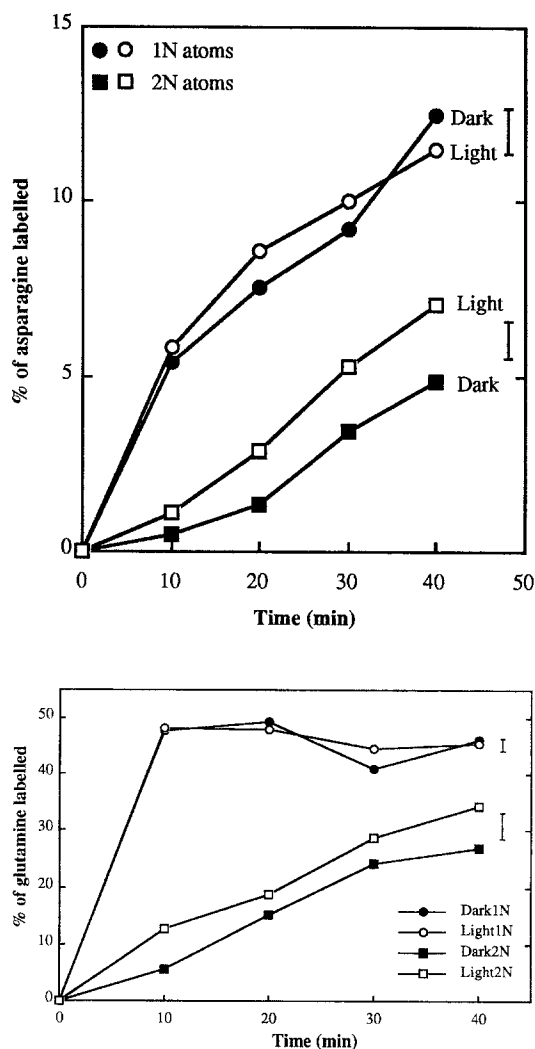 15
1N atoms
2N atoms
Dark
Light
10
Light
5
Dark
0
% of asparagine labelled
0 10 20 30 40 50
Time (min)
50
40
30
20
10
0
% of glutamine labelled
Dark1N
Light1N
Dark2N
Light2N
0 10 20 30 40
Time (min)